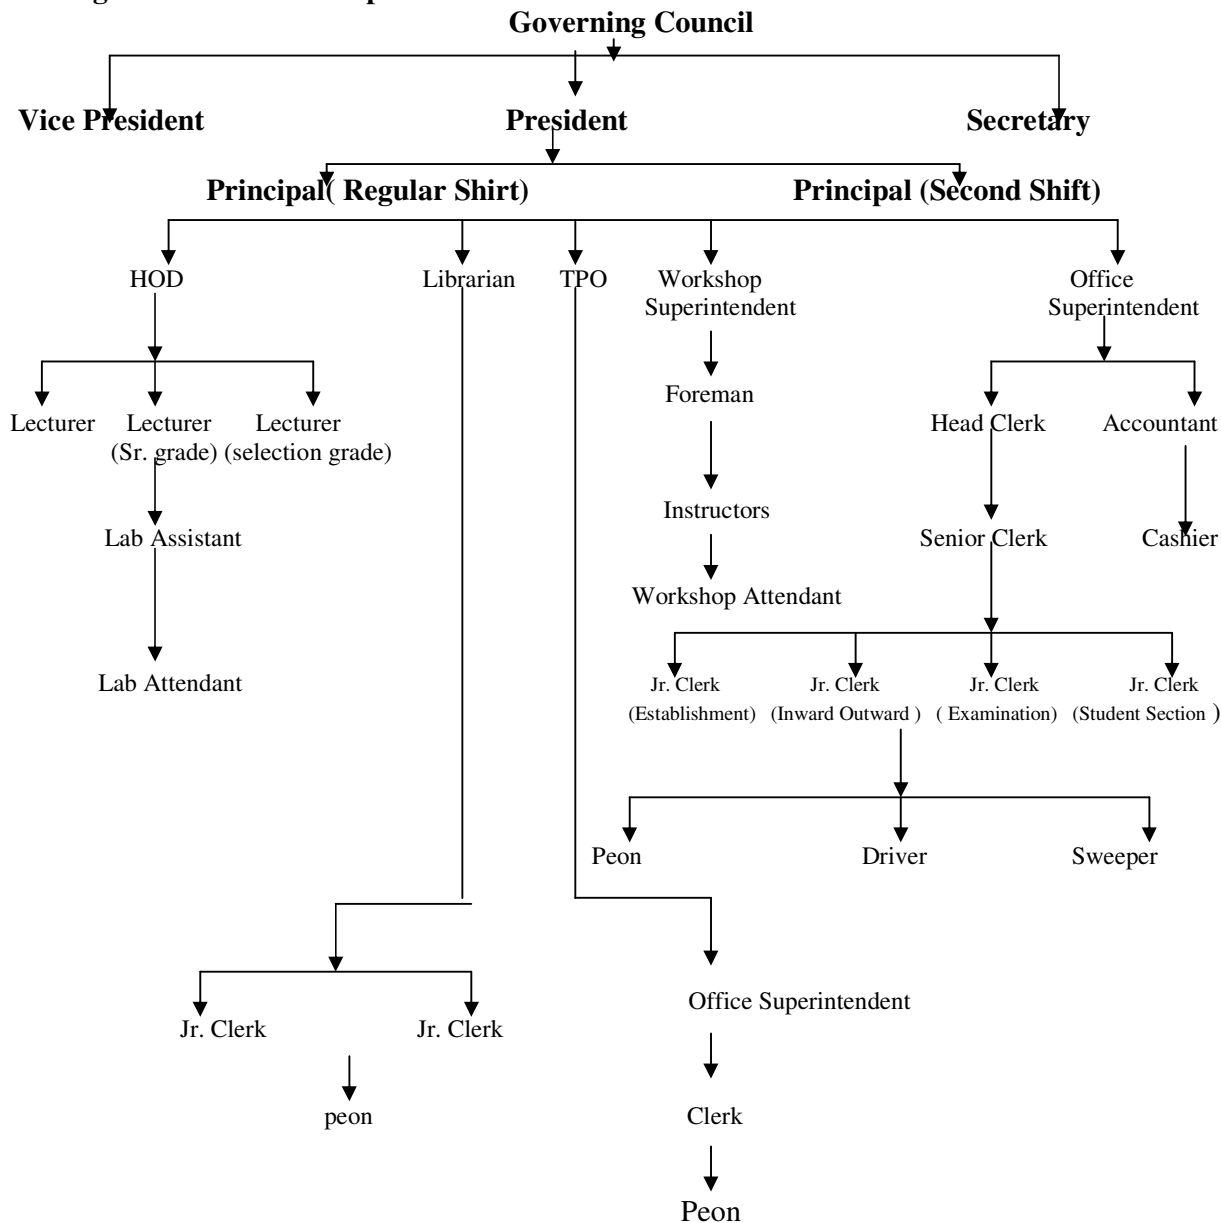 Governing Council
Vice President President Secretary
Principal( Regular Shirt) Principal (Second Shift)
HOD Librarian TPO Workshop Office
Superintendent Superintendent
Foreman
Lecturer Lecturer Lecturer Head Clerk Accountant
(Sr. grade) (selection grade)
Instructors
Lab Assistant Senior Clerk Cashier
Workshop Attendant
Lab Attendant Jr. Clerk Jr. Clerk Jr. Clerk Jr. Clerk
(Establishment) (Inward Outward ) ( Examination) (Student Section )
Peon Driver Sweeper
Office Superintendent
Jr. Clerk Jr. Clerk
peon Clerk
Peon